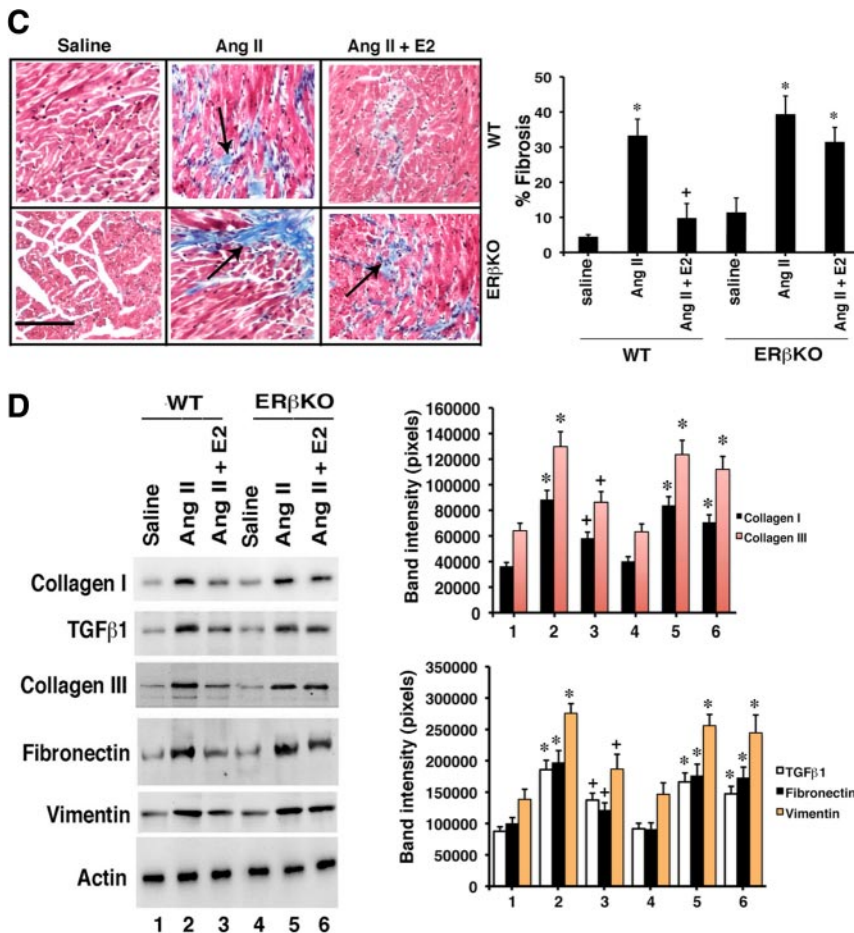 C
Saline Ang II Ang II + E2
WT
ERβKO
50
40
30
20
10
0
% Fibrosis
* + * *
saline Ang II Ang II + E2 saline Ang II Ang II + E2
WT ERβKO
D
WT ERβKO
Saline Ang II Ang II + E2 Saline Ang II Ang II + E2
Collagen I
TGFβ1
Collagen III
Fibronectin
Vimentin
Actin
1 2 3 4 5 6
160000
140000
120000
100000
80000
60000
40000
20000
0
Band intensity (pixels)
* * + + * * * *
1 2 3 4 5 6
Collagen I
Collagen III
350000
300000
250000
200000
150000
100000
50000
0
Band intensity (pixels)
* * * + + + * * * * * *
1 2 3 4 5 6
TGFβ1
Fibronectin
Vimentin